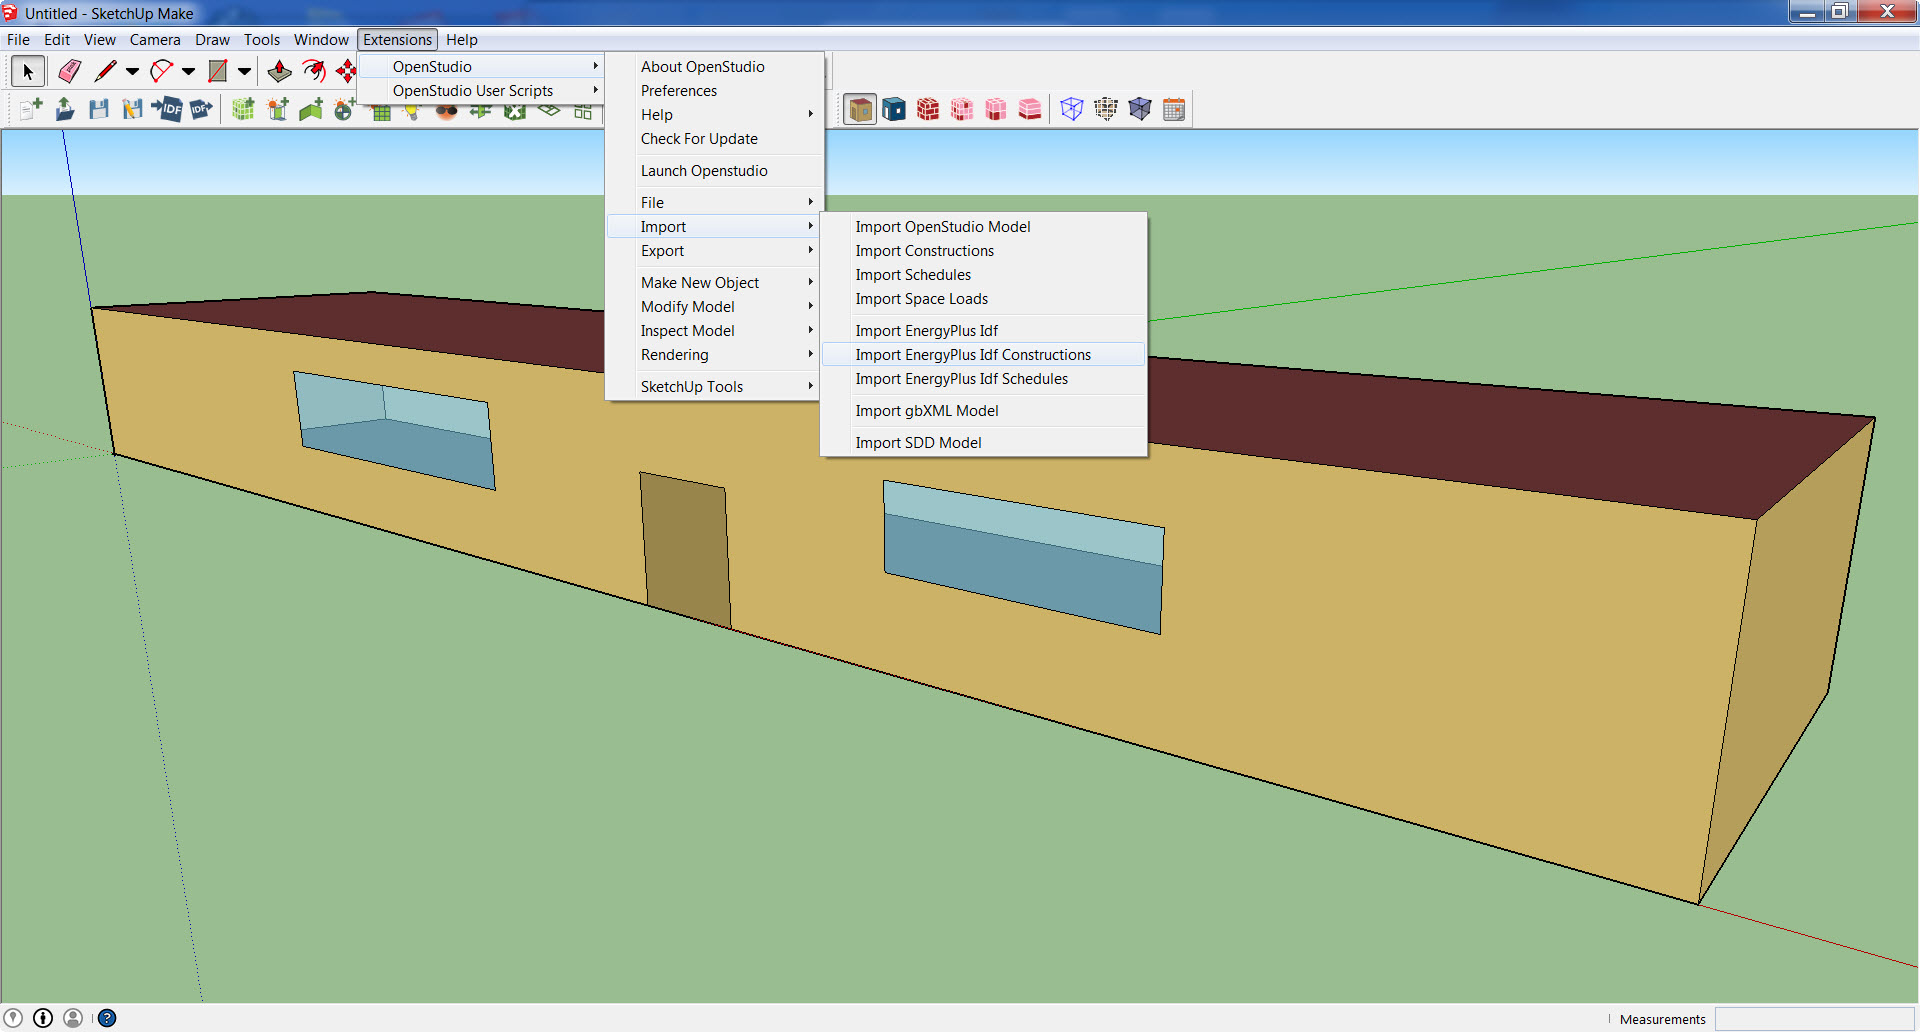 Untitled - SketchUp Make
File Edit View Camera Draw Tools Window Extensions Help
OpenStudio
OpenStudio User Scripts
About OpenStudio
Preferences
Help
Check For Update
Launch Openstudio
File
Import
Export
Make New Object
Modify Model
Inspect Model
Rendering
SketchUp Tools
Import OpenStudio Model
Import Constructions
Import Schedules
Import Space Loads
Import EnergyPlus Idf
Import EnergyPlus Idf Constructions
Import EnergyPlus Idf Schedules
Import gbXML Model
Import SDD Model
IDF IDF
Measurements